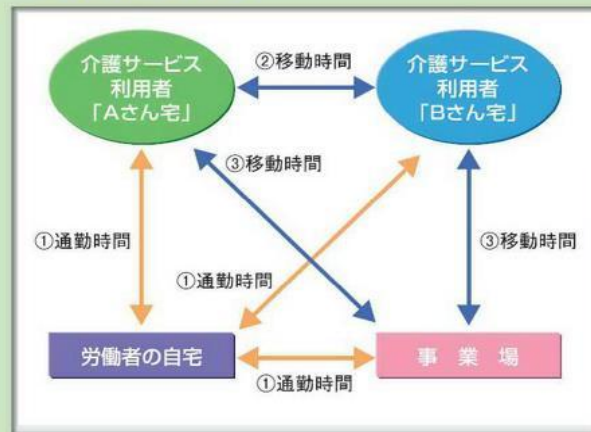 介護サービス
利用者
「Aさん宅」
②移動時間
介護サービス
利用者
「Bさん宅」
③移動時間
①通勤時間
①通勤時間
③移動時間
労働者の自宅
①通勤時間
事業場